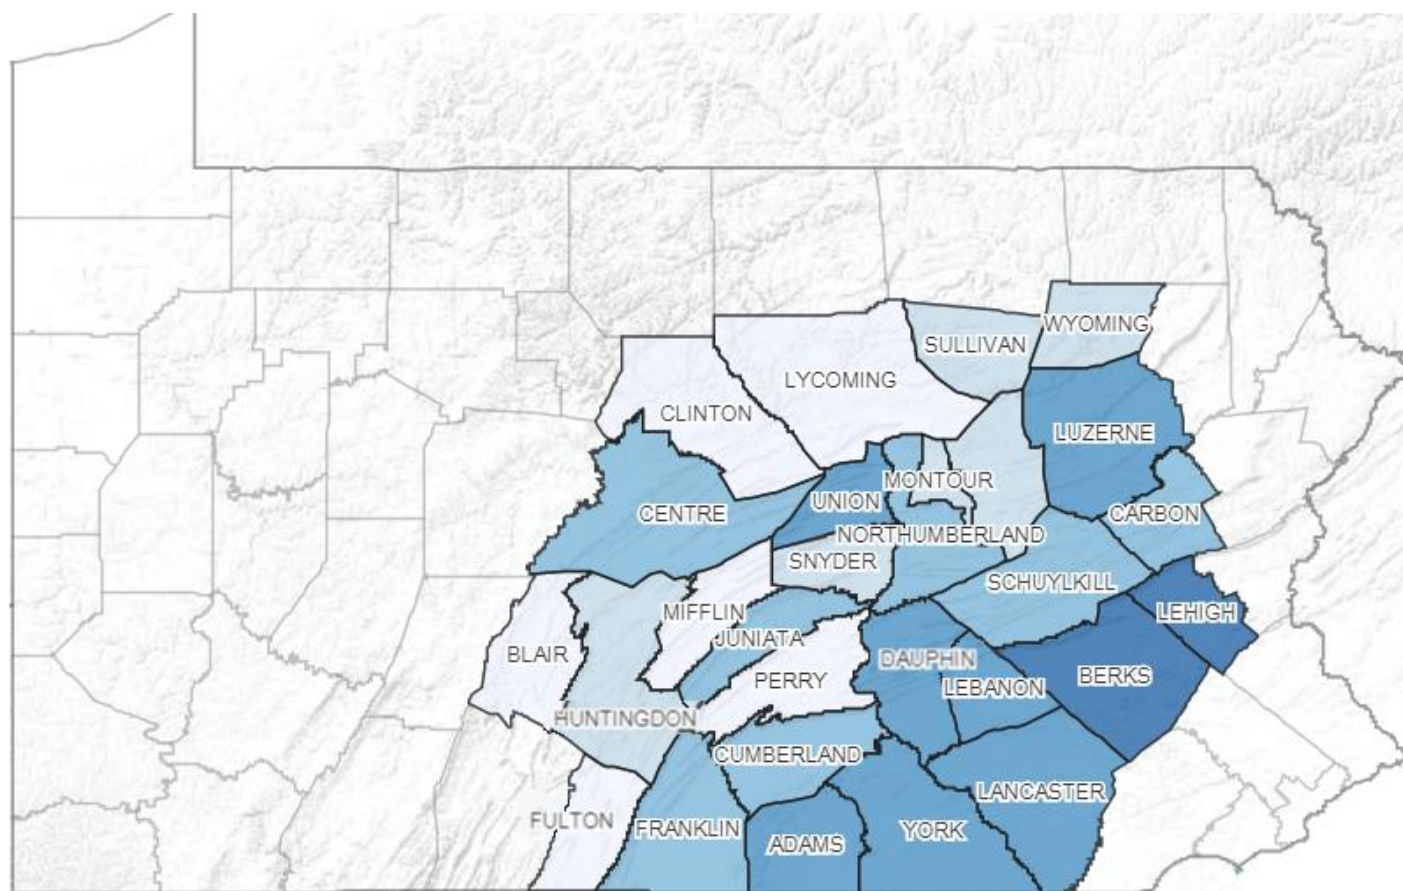 WYOMING
SULLIVAN
LYCOMING
CLINTON
LUZERNE
MONTOUR
UNION
CENTRE
CARBON
NORTHUMBERLAND
SNYDER
SCHUYLKILL
MIFFLIN
LEHIGH
JUNIATA
BLAIR
DAUPHIN
BERKS
PERRY
LEBANON
HUNTINGDON
CUMBERLAND
LANCASTER
FULTON
FRANKLIN
YORK
ADAMS